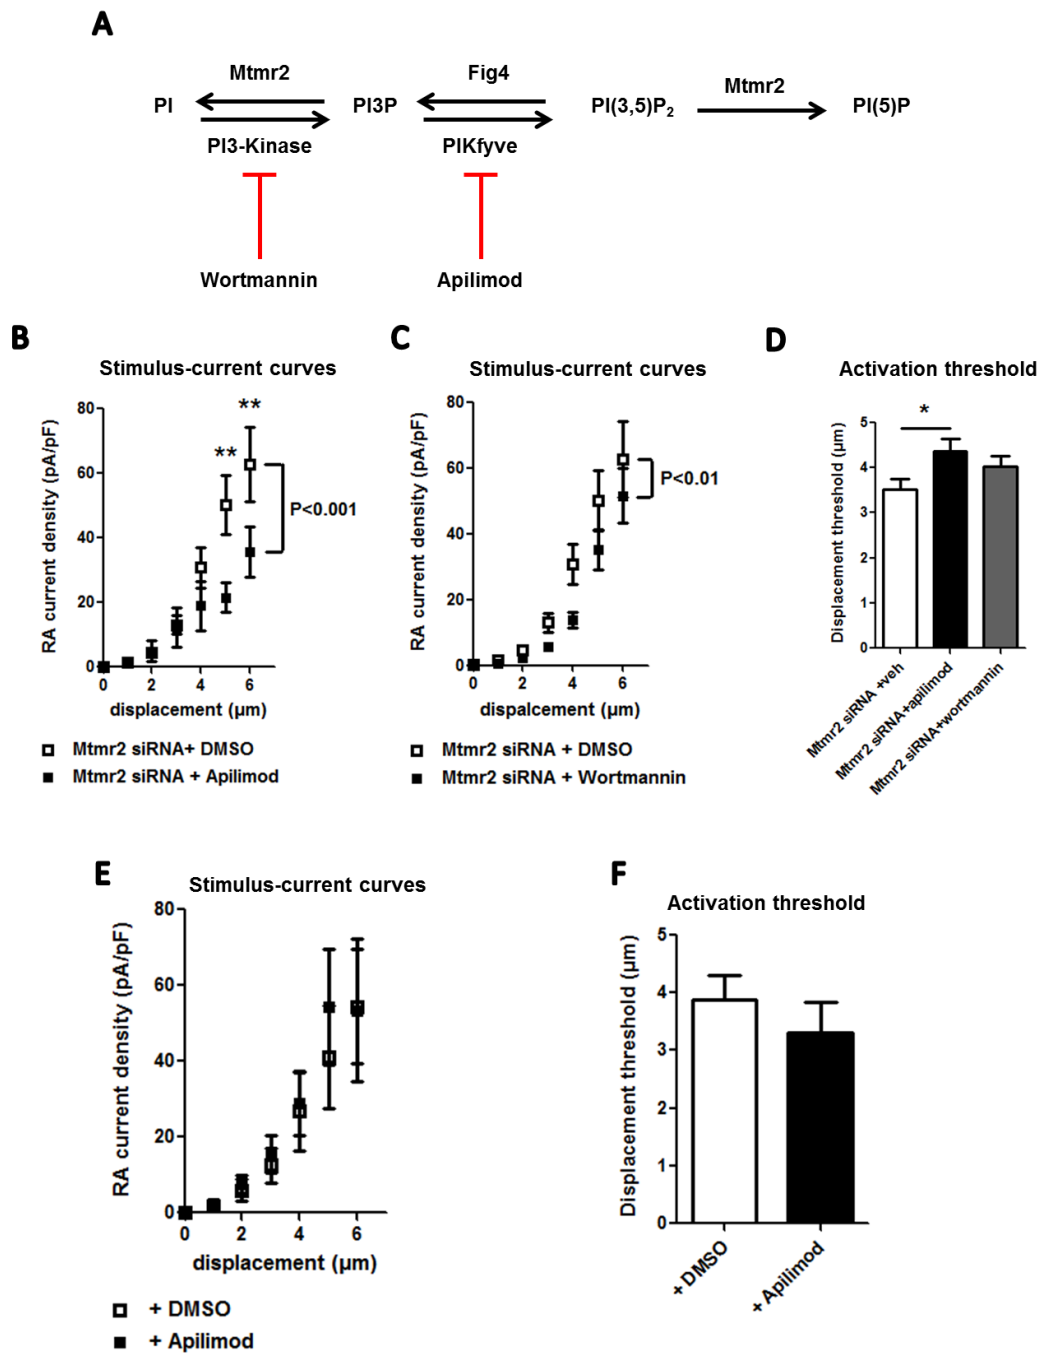 A
Mtmr2
Fig4
Mtmr2
PI
PI3P
PI(3,5)P₂
PI(5)P
PI3-Kinase
PIKfyve
Wortmannin
Apilimod
B
Stimulus-current curves
RA current density (pA/pF)
80
60
40
20
0
**
**
P<0.001
0
2
4
6
displacement (μm)
Mtmr2 siRNA+ DMSO
Mtmr2 siRNA + Apilimod
C
Stimulus-current curves
RA current density (pA/pF)
80
60
40
20
0
P<0.01
0
2
4
6
dispalcement (μm)
Mtmr2 siRNA + DMSO
Mtmr2 siRNA + Wortmannin
D
Activation threshold
Displacement threshold (μm)
5
4
3
2
1
0
*
Mtmr2 siRNA +veh
Mtmr2 siRNA+apilimod
Mtmr2 siRNA+wortmannin
E
Stimulus-current curves
RA current density (pA/pF)
80
60
40
20
0
0
2
4
6
displacement (μm)
+ DMSO
+ Apilimod
F
Activation threshold
Displacement threshold (μm)
5
4
3
2
1
0
+ DMSO
+ Apilimod